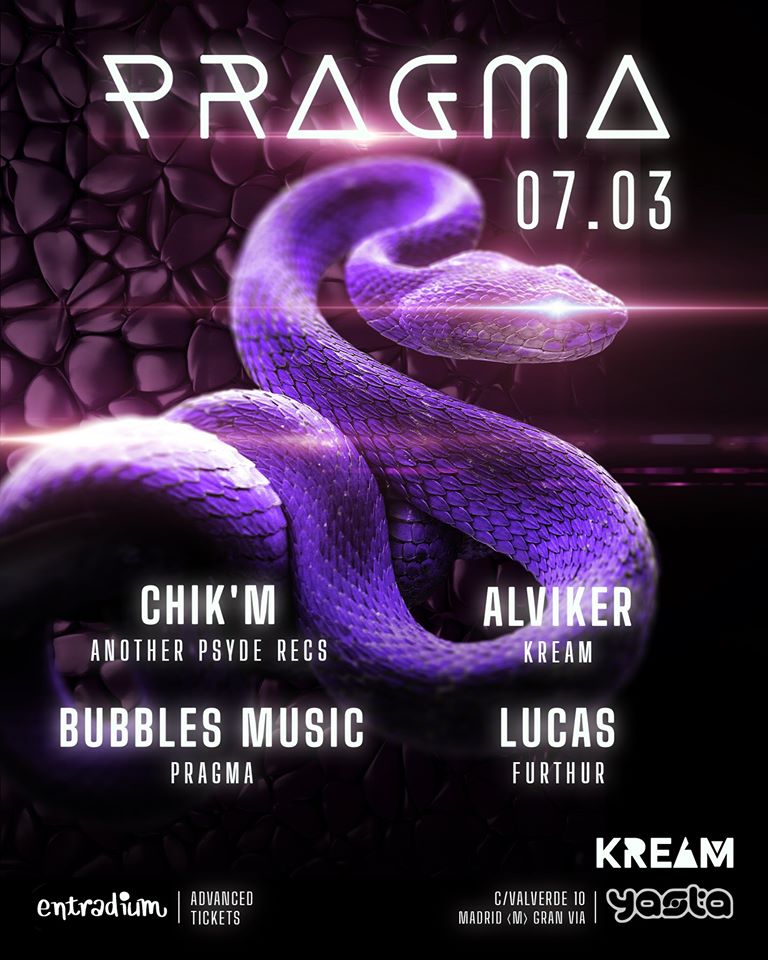 PRAGMA
07.03
CHIK'M
ANOTHER PSYDE RECS
ALVIKER
KREAM
BUBBLES MUSIC
PRAGMA
LUCAS
FURTHUR
KREAM
entradium
ADVANCED
TICKETS
C/VALVERDE 10
MADRID <M> GRAN VIA
yasta